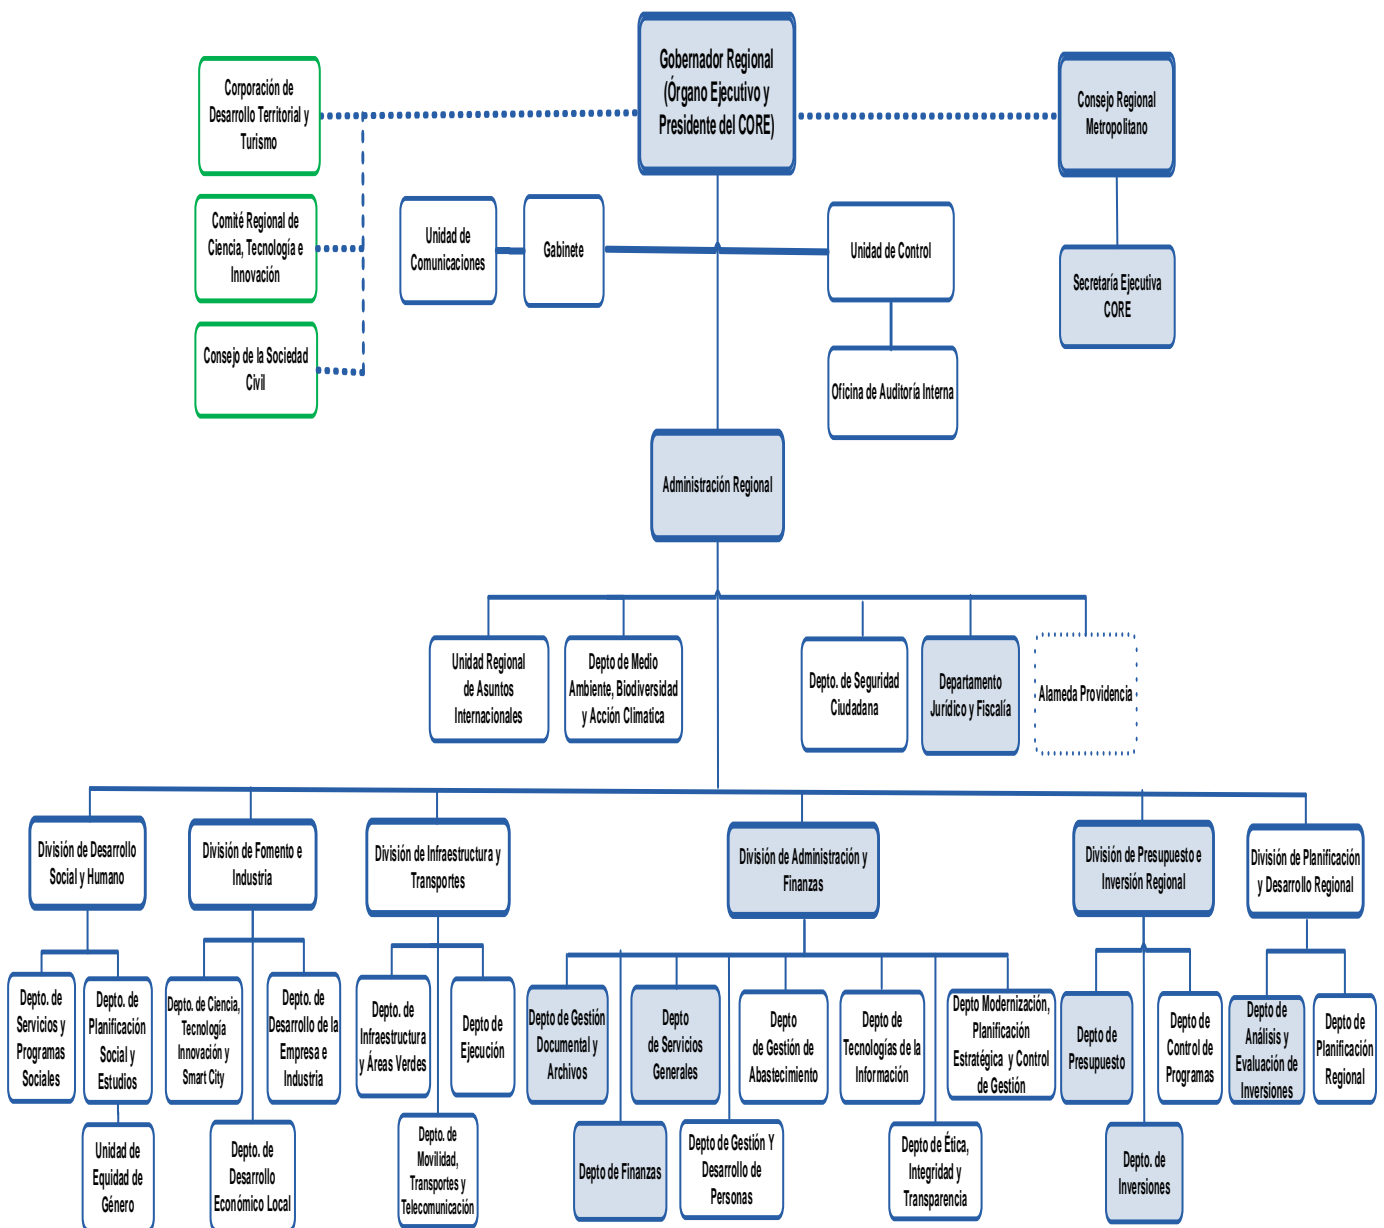 Gobernador Regional
(Órgano Ejecutivo y
Presidente del CORE)
Corporación de
Desarrollo Territorial y
Turismo
Consejo Regional
Metropolitano
Comité Regional de
Ciencia, Tecnología e
Innovación
Unidad de
Comunicaciones
Gabinete
Unidad de Control
Secretaría Ejecutiva
CORE
Consejo de la Sociedad
Civil
Oficina de Auditoría Interna
Administración Regional
Unidad Regional
de Asuntos
Internacionales
Depto de Medio
Ambiente, Biodiversidad
y Acción Climatica
Depto. de Seguridad
Ciudadana
Departamento
Jurídico y Fiscalía
Alameda Providencia
División de Desarrollo
Social y Humano
División de Fomento e
Industria
División de Infraestructura y
Transportes
División de Administración y
Finanzas
División de Presupuesto e
Inversión Regional
División de Planificación
y Desarrollo Regional
Depto. de
Servicios y
Programas
Sociales
Depto. de
Planificación
Social y
Estudios
Depto. de Ciencia,
Tecnología
Innovación y
Smart City
Depto. de
Desarrollo de la
Empresa e
Industria
Depto. de
Infraestructura
y Áreas Verdes
Depto de
Ejecución
Depto de Gestión
Documental y
Archivos
Depto
de Servicios
Generales
Depto
de Gestión de
Abastecimiento
Depto de
Tecnologías de la
Información
Depto Modernización,
Planificación
Estratégica y Control
de Gestión
Depto de
Presupuesto
Depto de
Control de
Programas
Depto de
Análisis y
Evaluación de
Inversiones
Depto de
Planificación
Regional
Unidad de
Equidad de
Género
Depto. de
Desarrollo
Económico Local
Depto. de
Movilidad,
Transportes y
Telecomunicación
Depto de Finanzas
Depto de Gestión Y
Desarrollo de
Personas
Depto de Ética,
Integridad y
Transparencia
Depto. de
Inversiones